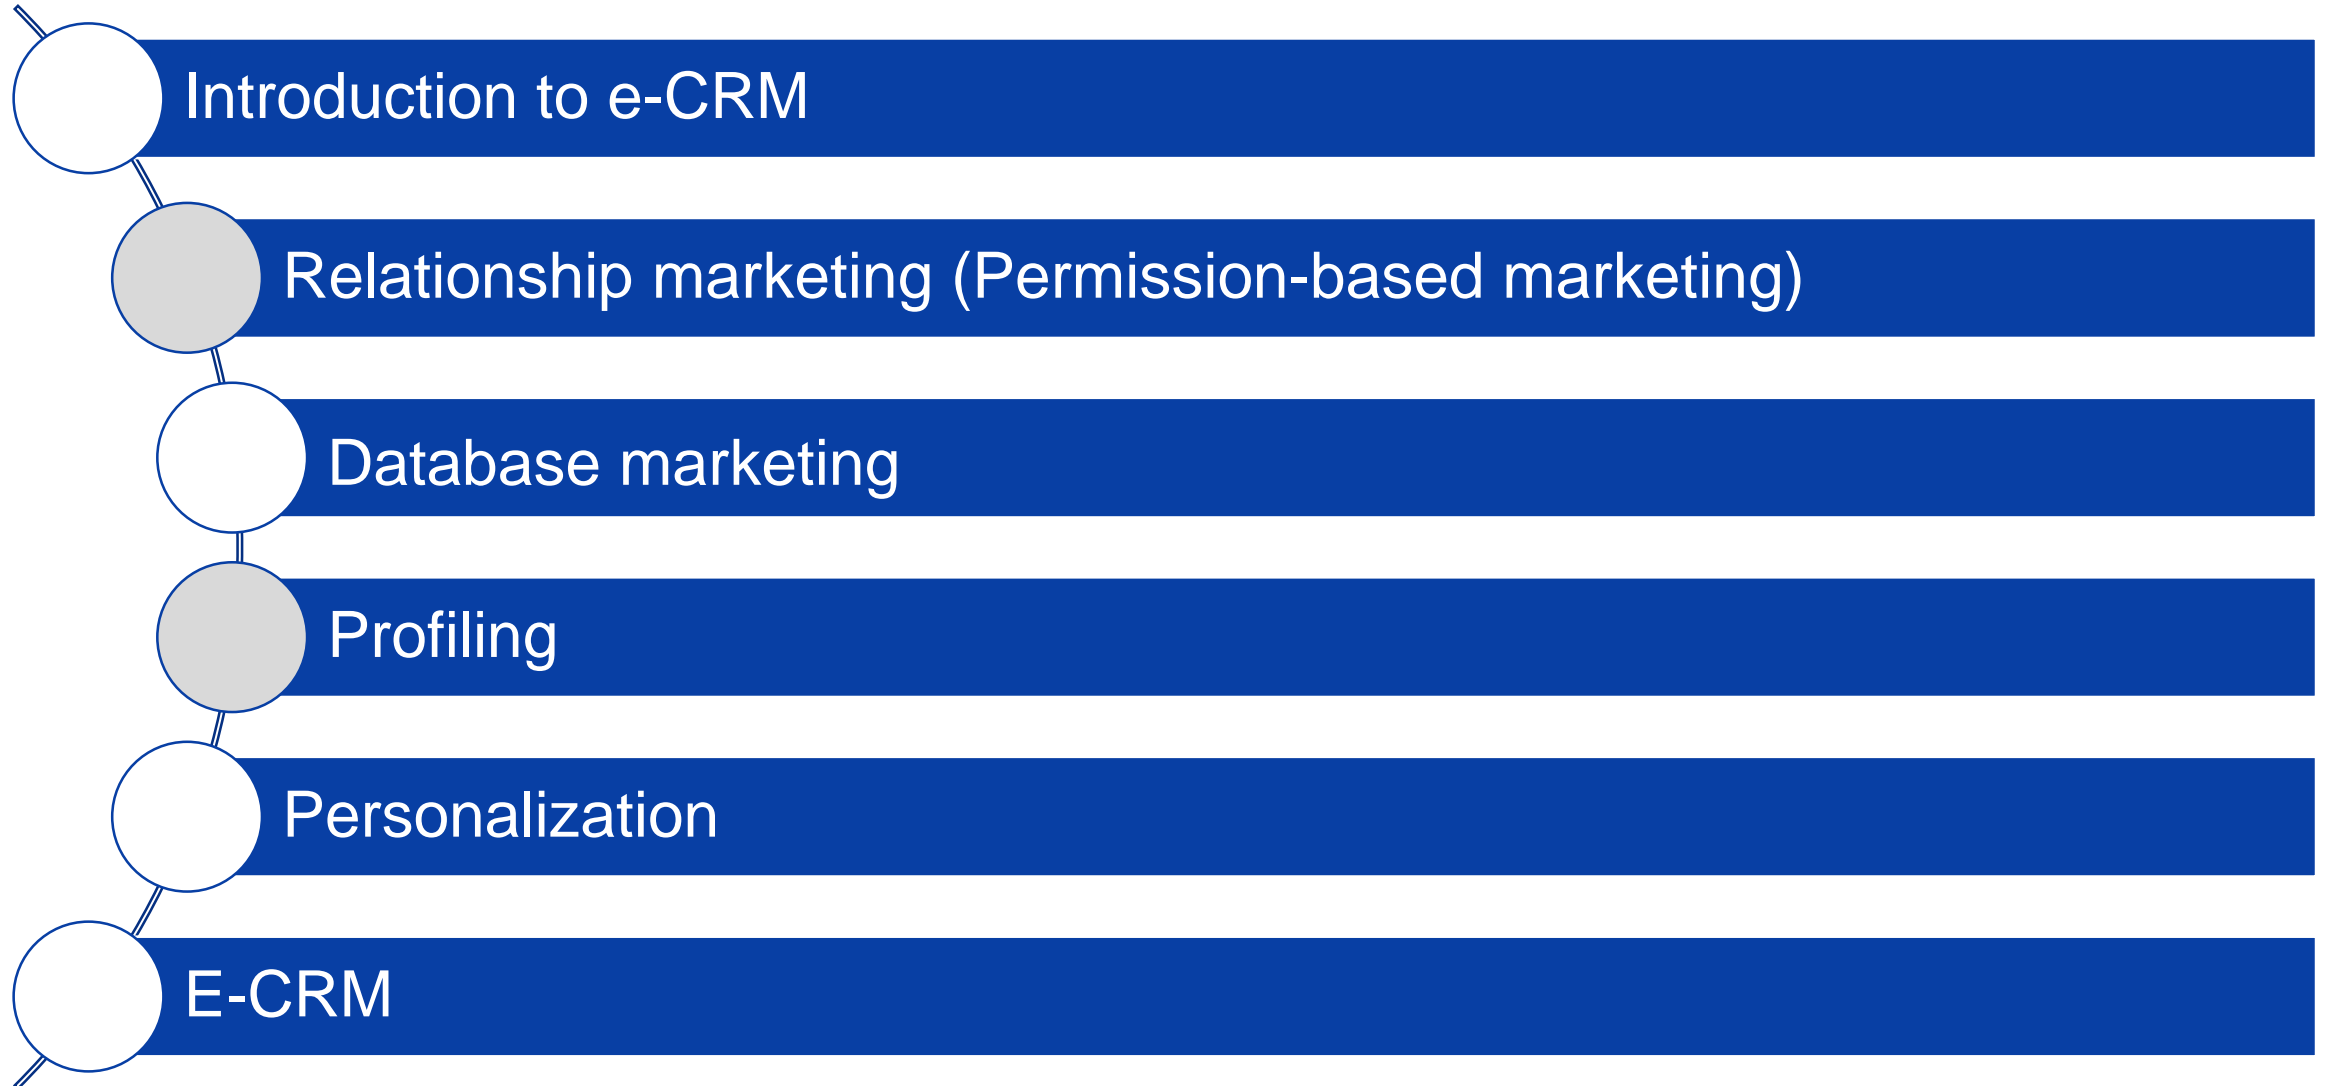 Introduction to e-CRM
Relationship marketing (Permission-based marketing)
Database marketing
Profiling
Personalization
E-CRM